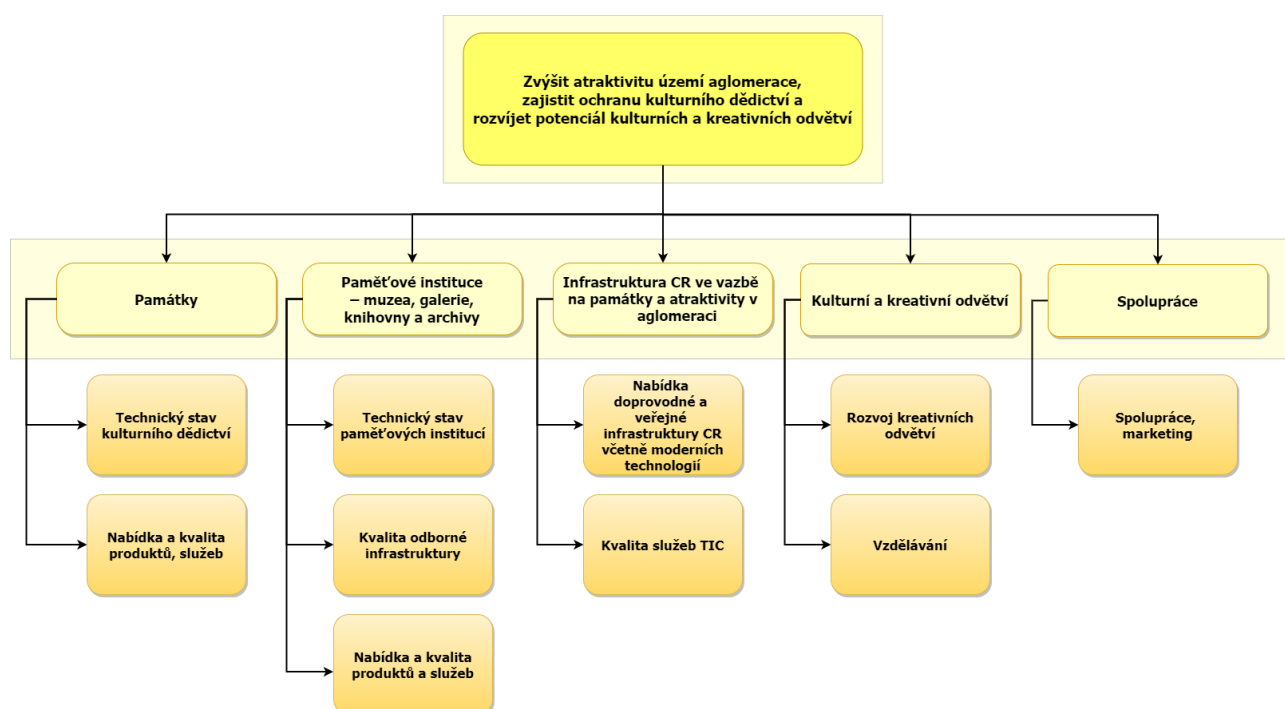 Zvýšit atraktivitu území aglomerace,
zajistit ochranu kulturního dědictví a
rozvíjet potenciál kulturních a kreativních odvětví
Památky
Paměťové instituce
– muzea, galerie,
knihovny a archivy
Infrastruktura CR ve vazbě
na památky a atraktivity v
aglomeraci
Kulturní a kreativní odvětví
Spolupráce
Technický stav
kulturního dědictví
Technický stav
paměťových institucí
Nabídka
doprovodné a
veřejné
infrastruktury CR
včetně moderních
technologií
Rozvoj kreativních
odvětví
Spolupráce,
marketing
Nabídka a kvalita
produktů, služeb
Kvalita odborné
infrastruktury
Kvalita služeb TIC
Vzdělávání
Nabídka a kvalita
produktů a služeb